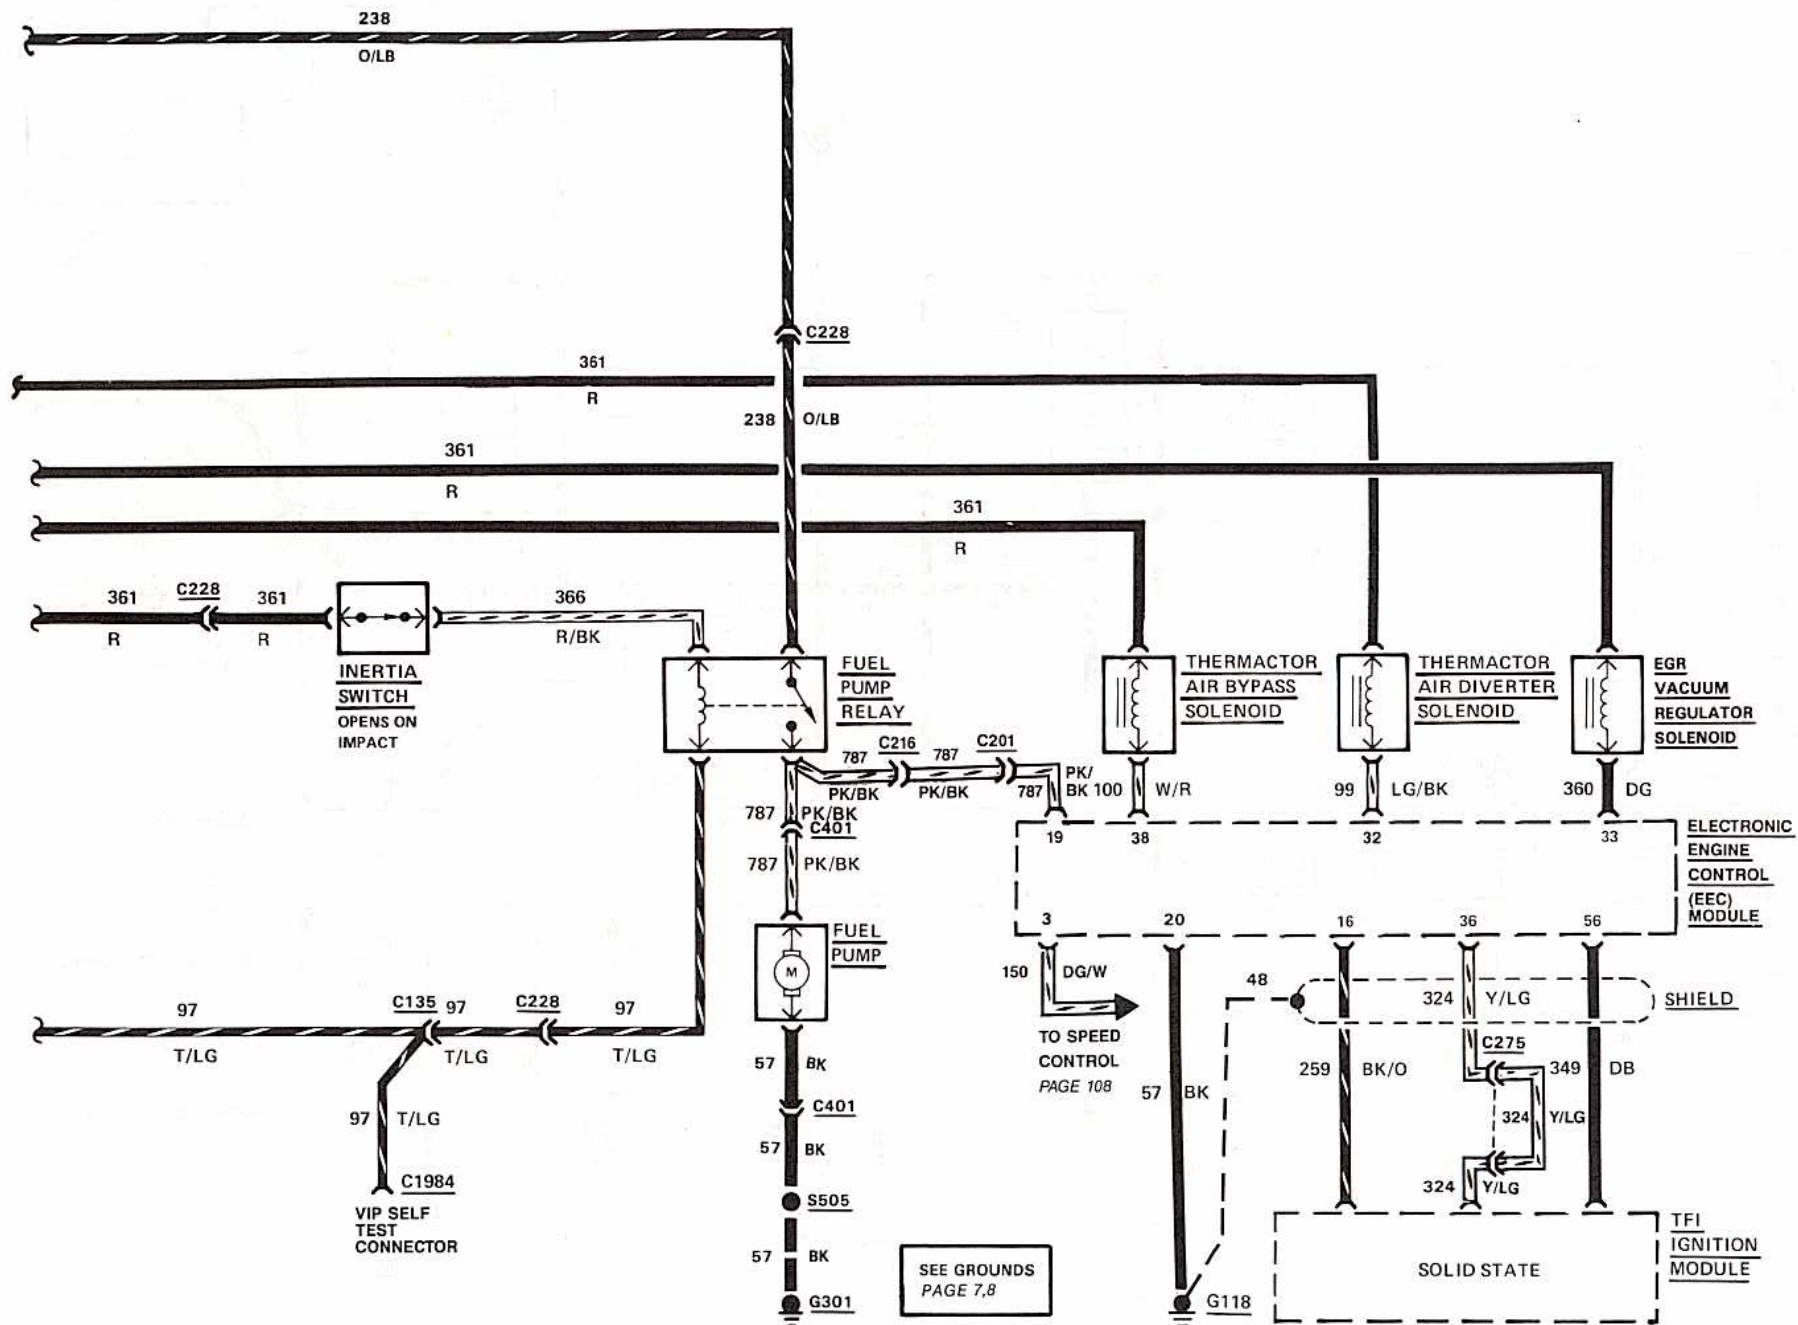 238
O/LB
C228
361
R
238 O/LB
361
R
361
R
361 C228 361
R R
366
R/BK
INERTIA
SWITCH
OPENS ON
IMPACT
FUEL
PUMP
RELAY
THERMACTOR
AIR BYPASS
SOLENOID
THERMACTOR
AIR DIVERTER
SOLENOID
EGR
VACUUM
REGULATOR
SOLENOID
787 C216 787 C201
PK/BK PK/BK 787
PK/
BK 100 W/R
99 LG/BK
360 DG
787 PK/BK
C401
787 PK/BK
19 38 32 33
ELECTRONIC
ENGINE
CONTROL
(EEC)
MODULE
3 20 16 36 56
FUEL
PUMP
M
150 DG/W
TO SPEED
CONTROL
PAGE 108
48
324 Y/LG
SHIELD
C275
259 BK/O
349 DB
324 Y/LG
324 Y/LG
57 BK
97 C135 97 C228 97
T/LG T/LG T/LG
97 T/LG
C1984
VIP SELF
TEST
CONNECTOR
57 BK
C401
57 BK
S505
57 BK
G301
SEE GROUNDS
PAGE 7,8
G118
SOLID STATE
TFI
IGNITION
MODULE